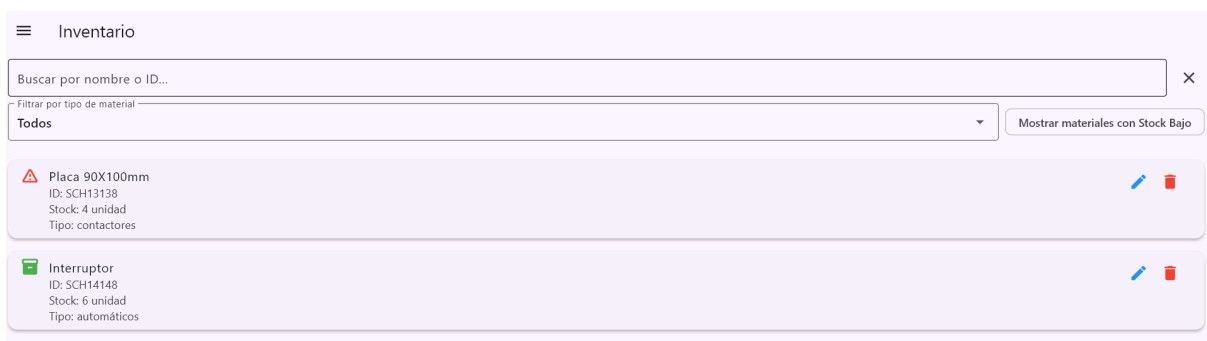 Inventario
Buscar por nombre o ID...
Filtrar por tipo de material
Todos
Mostrar materiales con Stock Bajo
Placa 90X100mm
ID: SCH13138
Stock: 4 unidad
Tipo: contactores
Interruptor
ID: SCH14148
Stock: 6 unidad
Tipo: automáticos